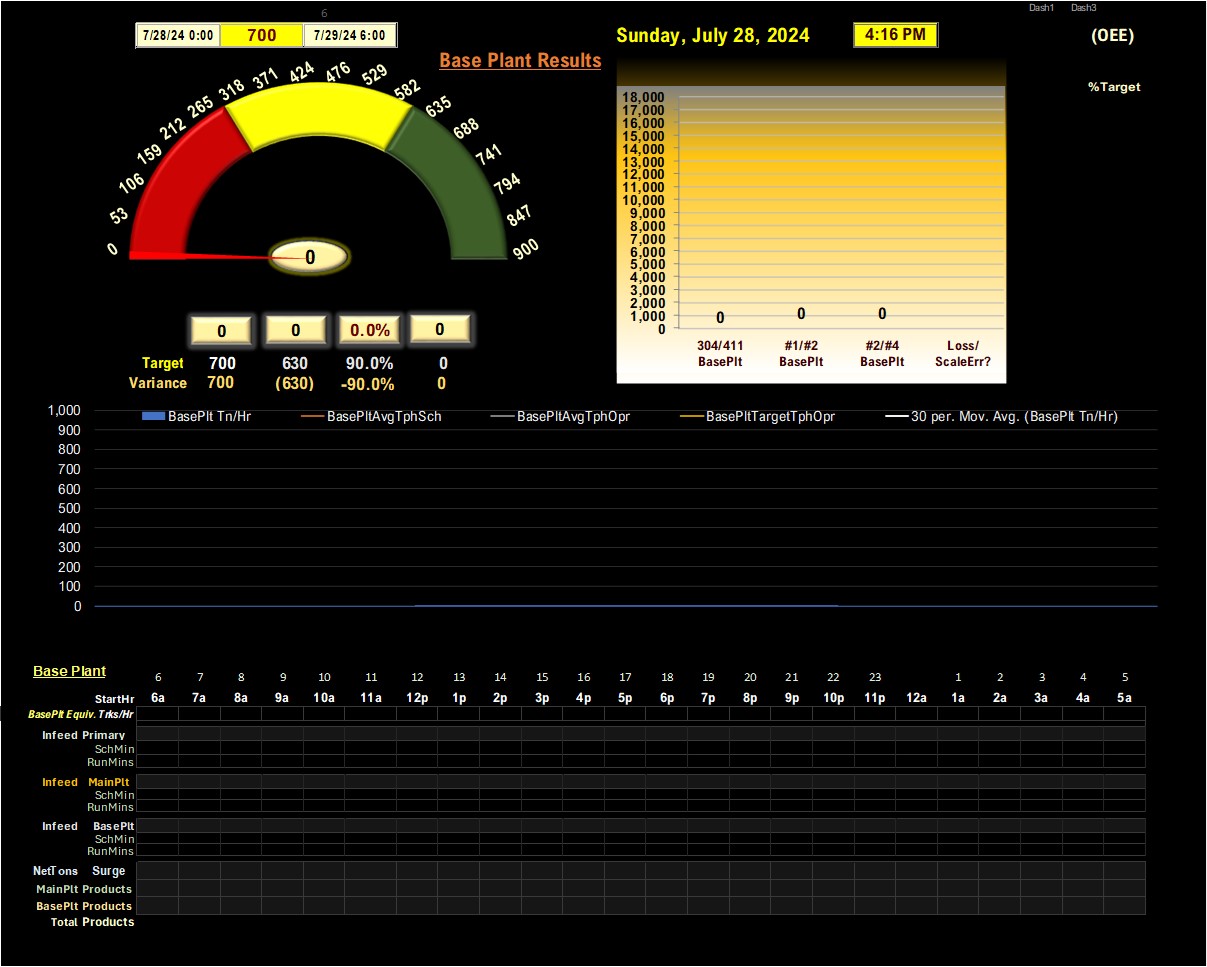 Dash1 Dash3
6
7/28/24 0:00 700 7/29/24 6:00
Sunday, July 28, 2024 4:16 PM (OEE)
Base Plant Results
%Target
0 53 106 159 212 265 318 371 424 476 529 582 635 688 741 794 847 900
0
18,000
17,000
16,000
15,000
14,000
13,000
12,000
11,000
10,000
9,000
8,000
7,000
6,000
5,000
4,000
3,000
2,000
1,000
0
0 0 0
304/411 #1/#2 #2/#4 Loss/
BasePlt BasePlt BasePlt ScaleErr?
0 0 0.0% 0
Target 700 630 90.0% 0
Variance 700 (630) -90.0% 0
BasePlt Tn/Hr BasePltAvgTphSch BasePltAvgTphOpr BasePltTargetTphOpr 30 per. Mov. Avg. (BasePlt Tn/Hr)
1,000
900
800
700
600
500
400
300
200
100
0
Base Plant 6 7 8 9 10 11 12 13 14 15 16 17 18 19 20 21 22 23 1 2 3 4 5
StartHr 6a 7a 8a 9a 10a 11a 12p 1p 2p 3p 4p 5p 6p 7p 8p 9p 10p 11p 12a 1a 2a 3a 4a 5a
BasePlt Equiv. Trks/Hr
Infeed Primary
SchMin
RunMins
Infeed MainPlt
SchMin
RunMins
Infeed BasePlt
SchMin
RunMins
NetTons Surge
MainPlt Products
BasePlt Products
Total Products